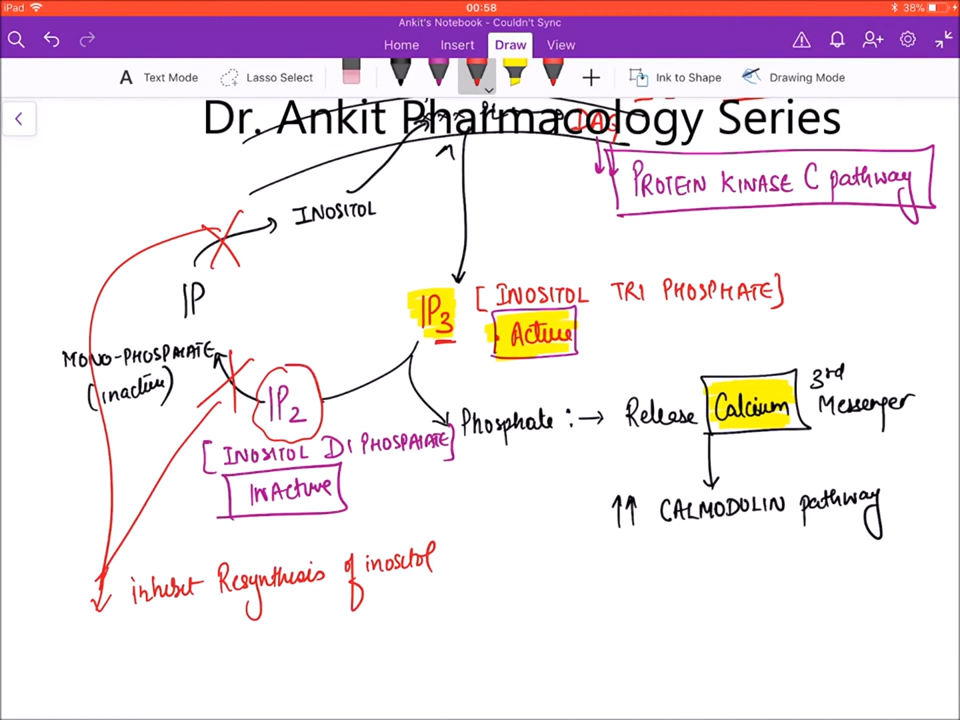 iPad
00:58
38%
Ankit's Notebook - Couldn't Sync
Home Insert Draw View
A Text Mode
Lasso Select
Ink to Shape
Drawing Mode
Dr. Ankit Pharmacology Series
DAG
PROTEIN KINASE C pathway
INOSITOL
IP
IP3 [INOSITOL TRI PHOSPHATE]
Active
MONO-PHOSPHATE
(inactive)
IP2
[INOSITOL DI PHOSPHATE]
InActive
Phosphate :→ Release Calcium 3rd Messenger
↑↑ CALMODULIN pathway
inhibit Resynthesis of inositol